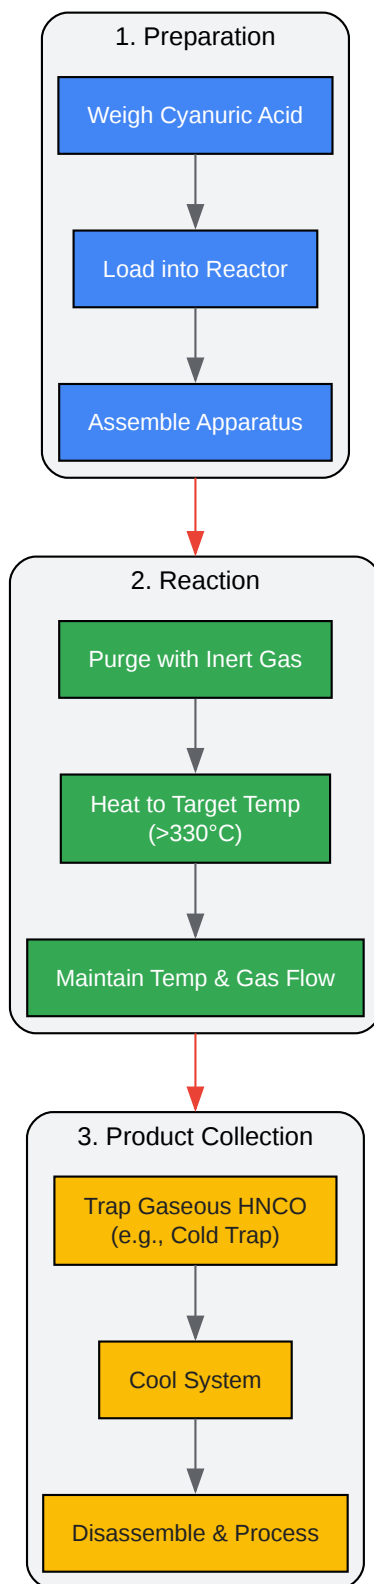 1. Preparation
Weigh Cyanuric Acid
Load into Reactor
Assemble Apparatus
2. Reaction
Purge with Inert Gas
Heat to Target Temp
(>330°C)
Maintain Temp & Gas Flow
3. Product Collection
Trap Gaseous HNCO
(e.g., Cold Trap)
Cool System
Disassemble & Process